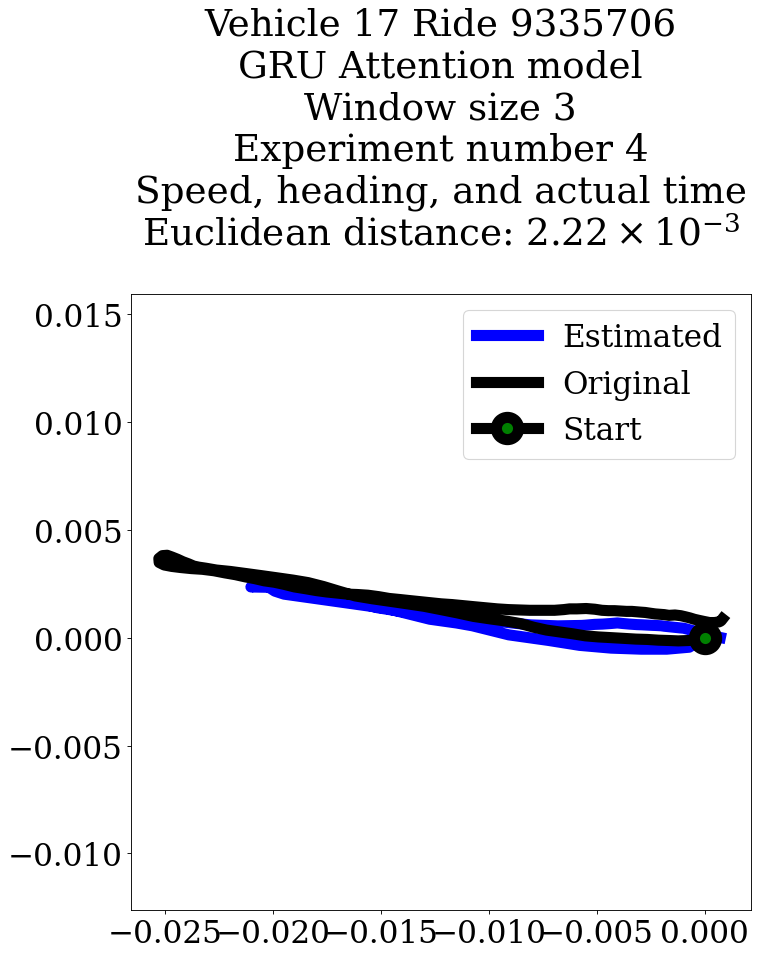 Vehicle 17 Ride 9335706
GRU Attention model
Window size 3
Experiment number 4
Speed, heading, and actual time
Euclidean distance: 2.22 × 10⁻³
Estimated
Original
Start
0.015
0.010
0.005
0.000
−0.005
−0.010
−0.025 −0.020 −0.015 −0.010 −0.005 0.000